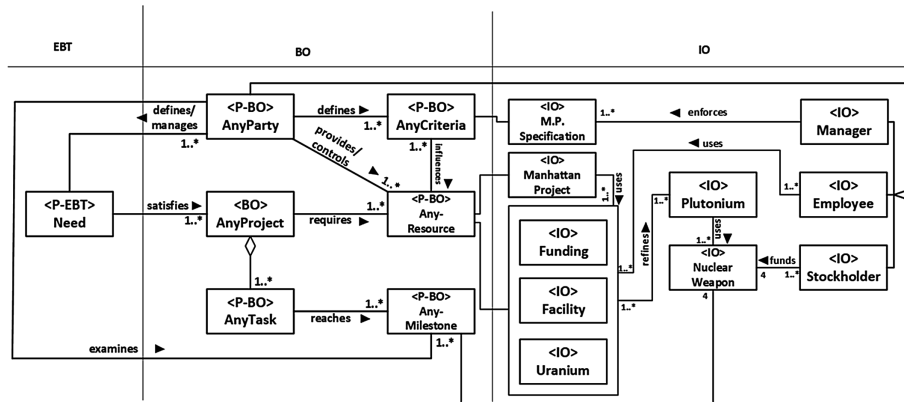 EBT
BO
IO
defines/
manages
1..*
<P-BO>
AnyParty
defines
1..*
<P-BO>
AnyCriteria
1..*
influences
provides/
controls
1..*
<IO>
M.P.
Specification
1..*
enforces
<IO>
Manager
uses
<IO>
Manhattan
Project
1..*
uses
<P-EBT>
Need
satisfies
1..*
<BO>
AnyProject
requires
1..*
<P-BO>
Any-
Resource
<IO>
Funding
<IO>
Facility
<IO>
Uranium
1..*
1..*
refines
1..*
<IO>
Plutonium
uses
1..*
1..*
<IO>
Employee
<IO>
Nuclear
Weapon
4
funds
4
1..*
<IO>
Stockholder
1..*
<P-BO>
AnyTask
reaches
1..*
<P-BO>
Any-
Milestone
1..*
examines